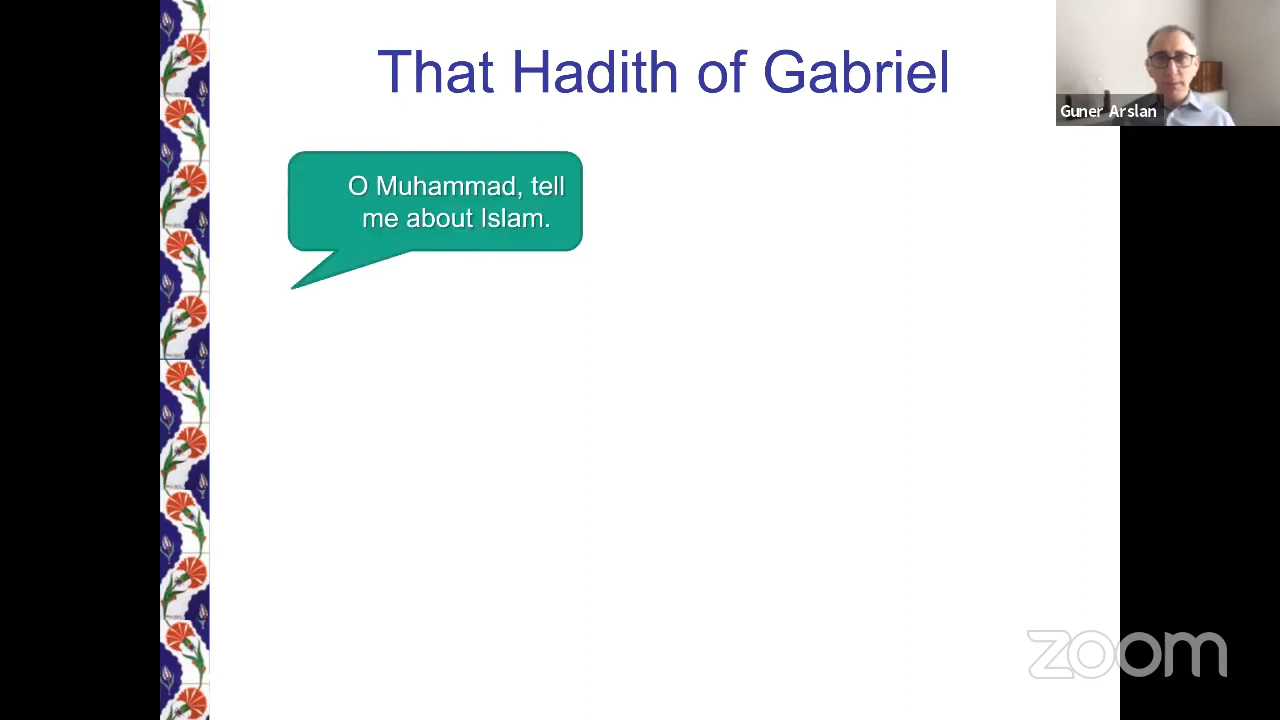 That Hadith of Gabriel
Guner Arslan
O Muhammad, tell
me about Islam.
zoom